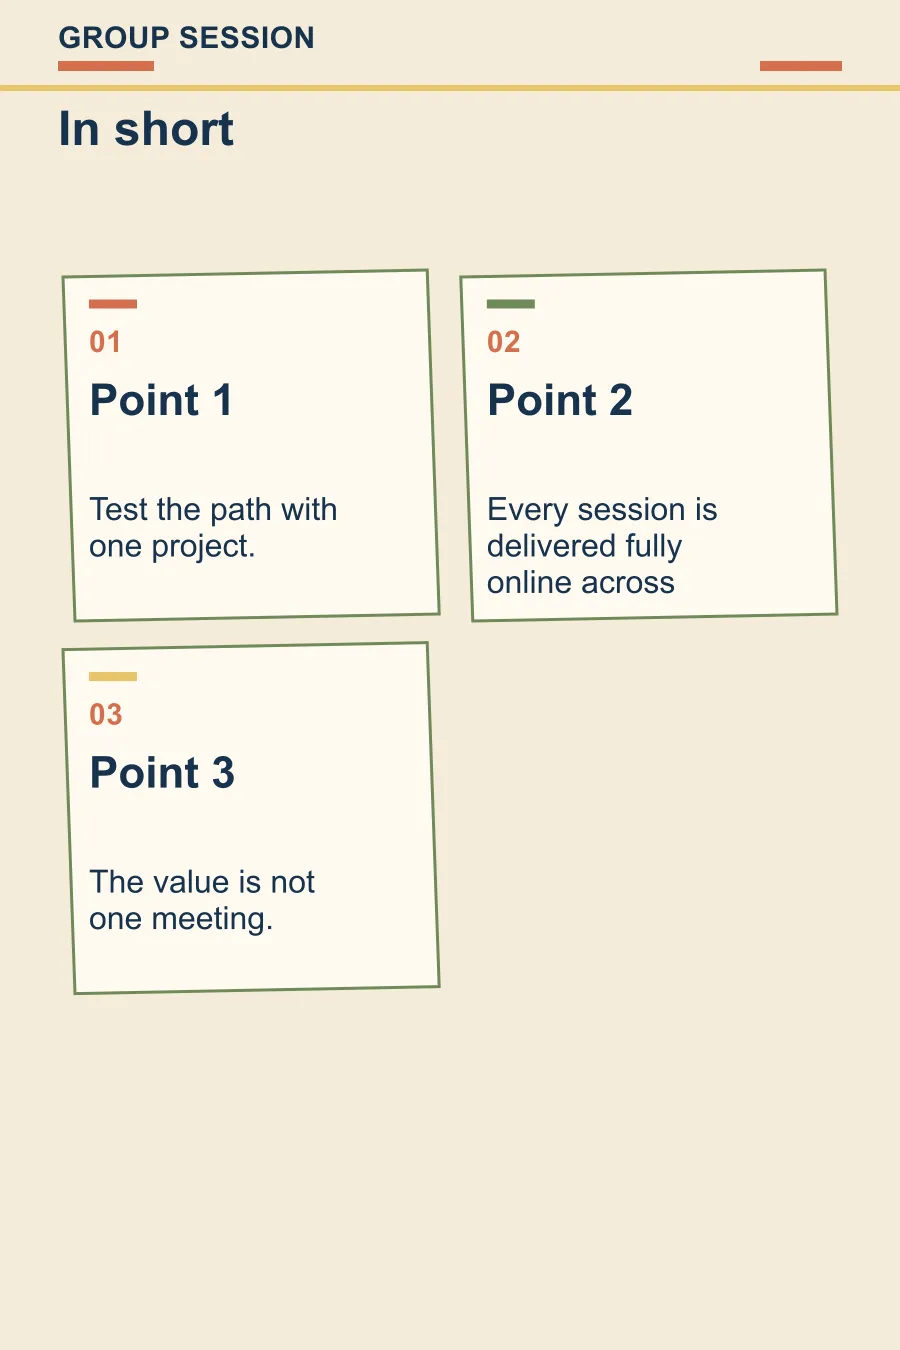 GROUP SESSION
In short
01
Point 1
Test the path with
one project.
02
Point 2
Every session is
delivered fully
online across
03
Point 3
The value is not
one meeting.